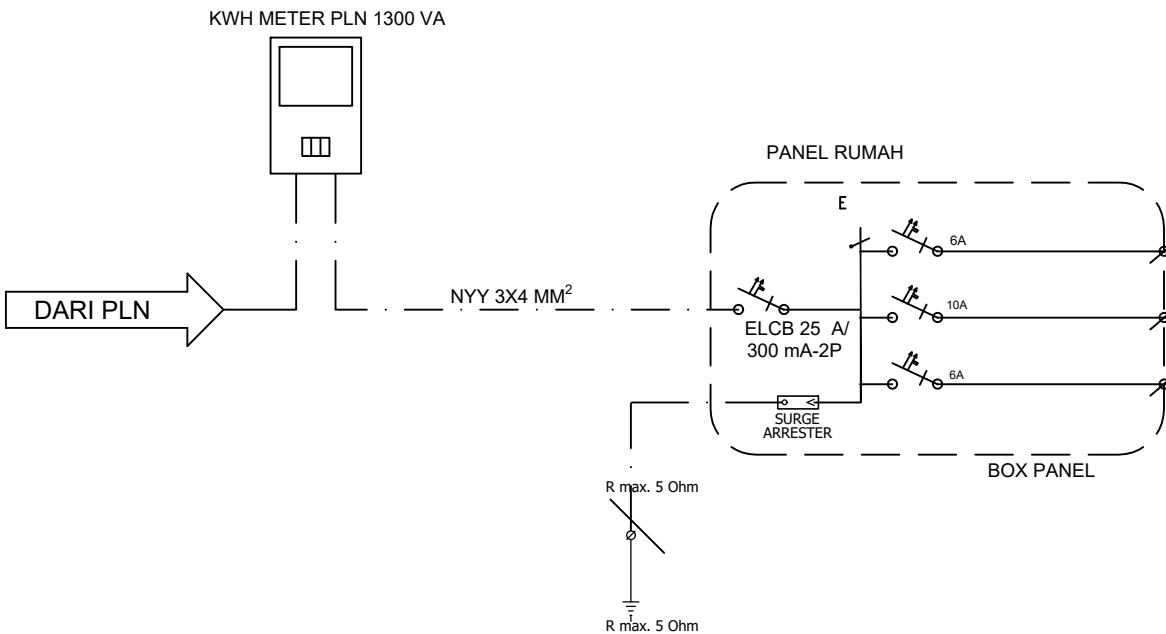 KWH METER PLN 1300 VA
PANEL RUMAH
E
6A
DARI PLN
NYY 3X4 MM²
10A
ELCB 25 A/
300 mA-2P
6A
SURGE
ARRESTER
BOX PANEL
R max. 5 Ohm
R max. 5 Ohm